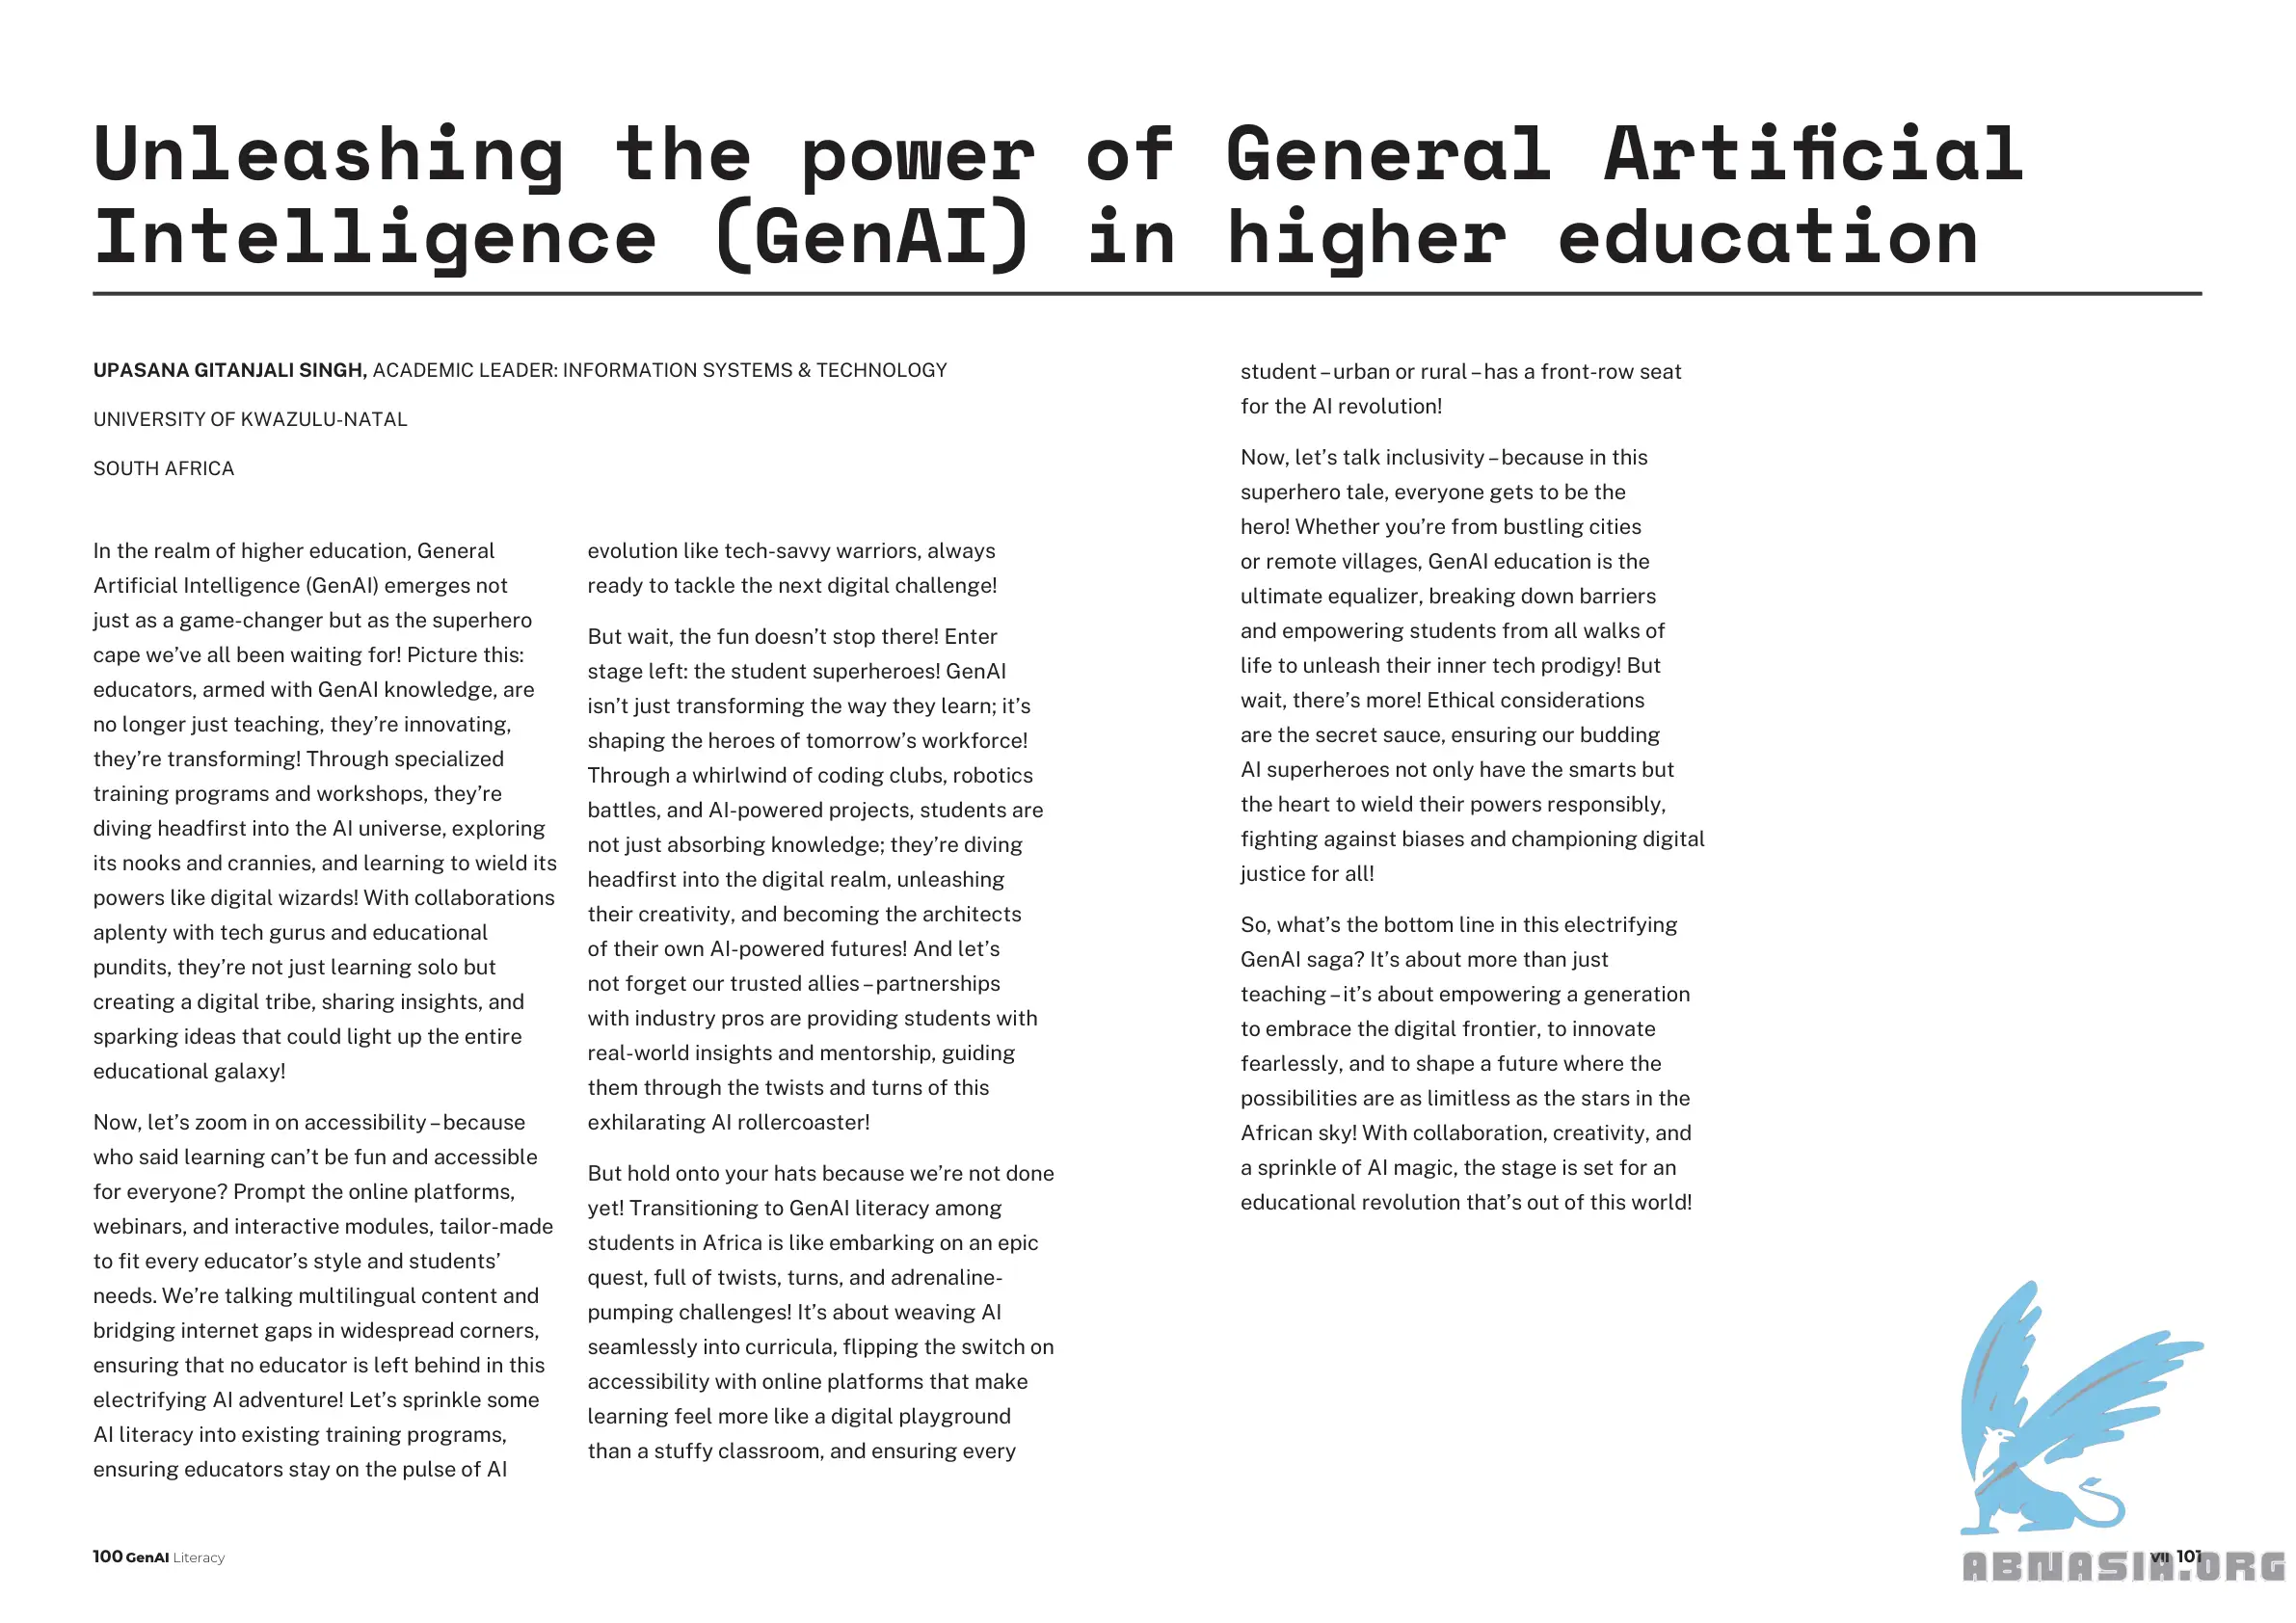 Unleashing the power of General Artificial
Intelligence (GenAI) in higher education
UPASANA GITANJALI SINGH, ACADEMIC LEADER: INFORMATION SYSTEMS & TECHNOLOGY
UNIVERSITY OF KWAZULU-NATAL
SOUTH AFRICA
In the realm of higher education, General
Artificial Intelligence (GenAI) emerges not
just as a game-changer but as the superhero
cape we’ve all been waiting for! Picture this:
educators, armed with GenAI knowledge, are
no longer just teaching, they’re innovating,
they’re transforming! Through specialized
training programs and workshops, they’re
diving headfirst into the AI universe, exploring
its nooks and crannies, and learning to wield its
powers like digital wizards! With collaborations
aplenty with tech gurus and educational
pundits, they’re not just learning solo but
creating a digital tribe, sharing insights, and
sparking ideas that could light up the entire
educational galaxy!
Now, let’s zoom in on accessibility – because
who said learning can’t be fun and accessible
for everyone? Prompt the online platforms,
webinars, and interactive modules, tailor-made
to fit every educator’s style and students’
needs. We’re talking multilingual content and
bridging internet gaps in widespread corners,
ensuring that no educator is left behind in this
electrifying AI adventure! Let’s sprinkle some
AI literacy into existing training programs,
ensuring educators stay on the pulse of AI
evolution like tech-savvy warriors, always
ready to tackle the next digital challenge!
But wait, the fun doesn’t stop there! Enter
stage left: the student superheroes! GenAI
isn’t just transforming the way they learn; it’s
shaping the heroes of tomorrow’s workforce!
Through a whirlwind of coding clubs, robotics
battles, and AI-powered projects, students are
not just absorbing knowledge; they’re diving
headfirst into the digital realm, unleashing
their creativity, and becoming the architects
of their own AI-powered futures! And let’s
not forget our trusted allies – partnerships
with industry pros are providing students with
real-world insights and mentorship, guiding
them through the twists and turns of this
exhilarating AI rollercoaster!
But hold onto your hats because we’re not done
yet! Transitioning to GenAI literacy among
students in Africa is like embarking on an epic
quest, full of twists, turns, and adrenaline-
pumping challenges! It’s about weaving AI
seamlessly into curricula, flipping the switch on
accessibility with online platforms that make
learning feel more like a digital playground
than a stuffy classroom, and ensuring every
student – urban or rural – has a front-row seat
for the AI revolution!
Now, let’s talk inclusivity – because in this
superhero tale, everyone gets to be the
hero! Whether you’re from bustling cities
or remote villages, GenAI education is the
ultimate equalizer, breaking down barriers
and empowering students from all walks of
life to unleash their inner tech prodigy! But
wait, there’s more! Ethical considerations
are the secret sauce, ensuring our budding
AI superheroes not only have the smarts but
the heart to wield their powers responsibly,
fighting against biases and championing digital
justice for all!
So, what’s the bottom line in this electrifying
GenAI saga? It’s about more than just
teaching – it’s about empowering a generation
to embrace the digital frontier, to innovate
fearlessly, and to shape a future where the
possibilities are as limitless as the stars in the
African sky! With collaboration, creativity, and
a sprinkle of AI magic, the stage is set for an
educational revolution that’s out of this world!
100 GenAI Literacy
VII 101
ABNASIA.ORG